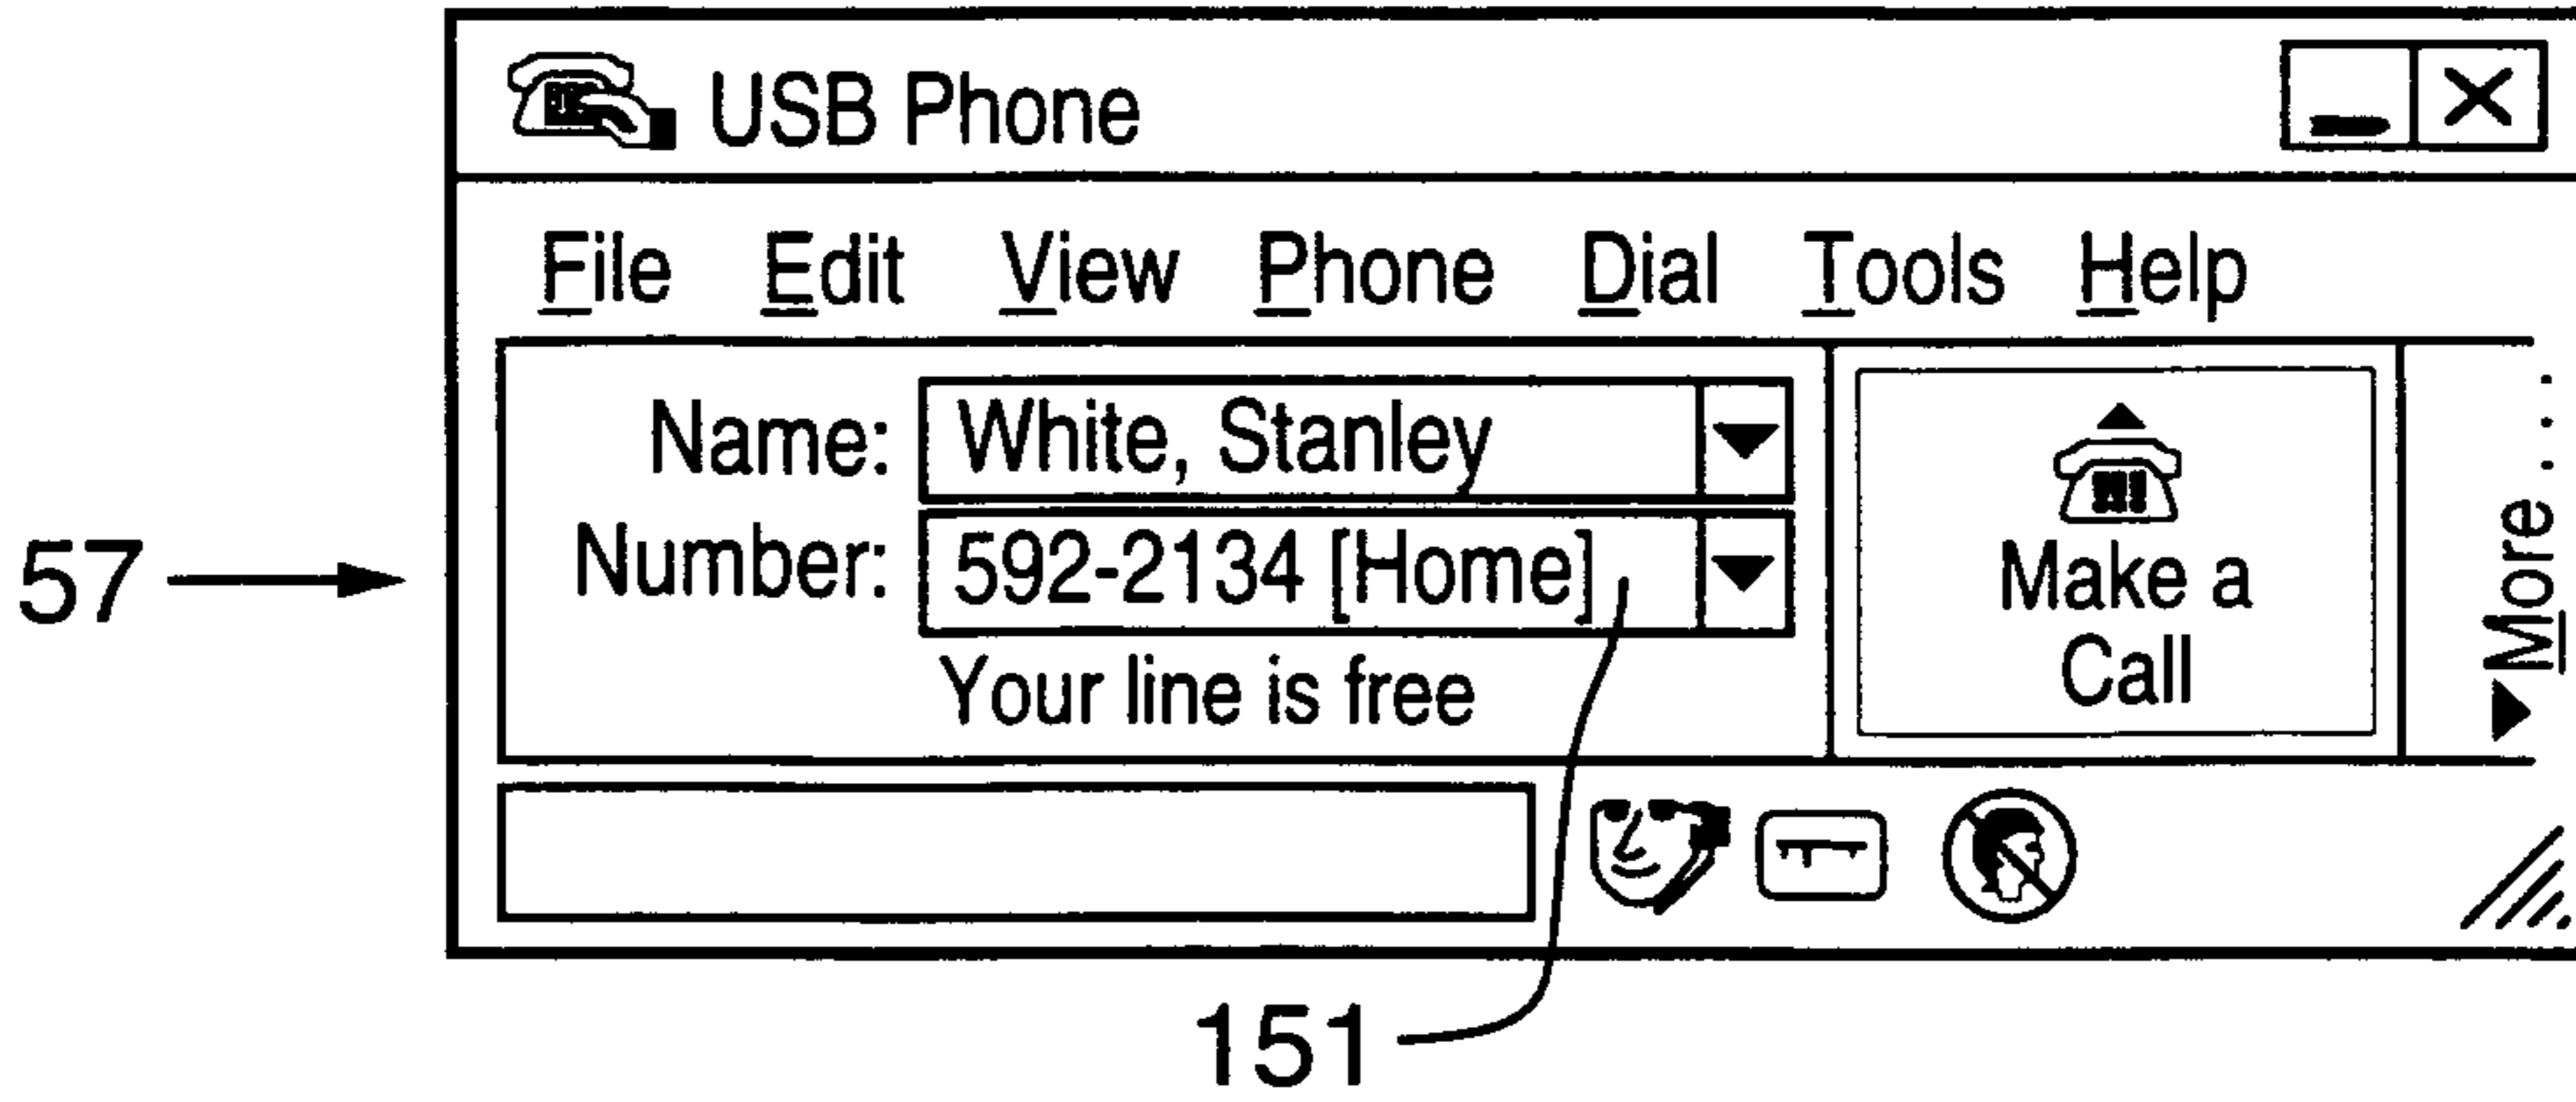 USB Phone
File Edit View Phone Dial Tools Help
Name: White, Stanley
Number: 592-2134 [Home]
Your line is free
Make a
Call
More . . .
57
151